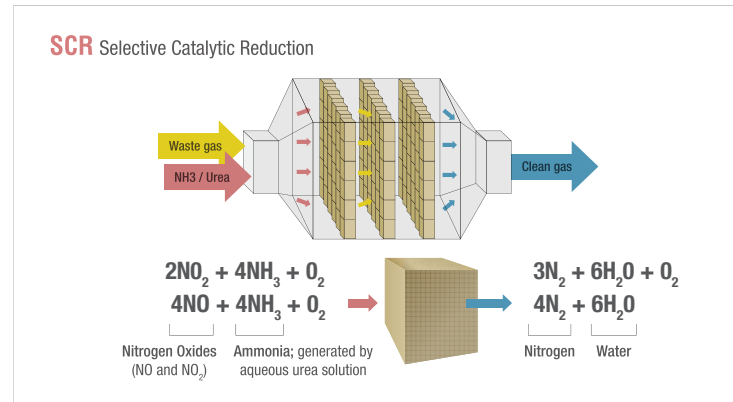 SCR Selective Catalytic Reduction
Waste gas
NH3 / Urea
Clean gas
2NO₂ + 4NH₃ + O₂
3N₂ + 6H₂O + O₂
4NO + 4NH₃ + O₂
4N₂ + 6H₂O
Nitrogen Oxides
(NO and NO₂)
Ammonia; generated by
aqueous urea solution
Nitrogen
Water